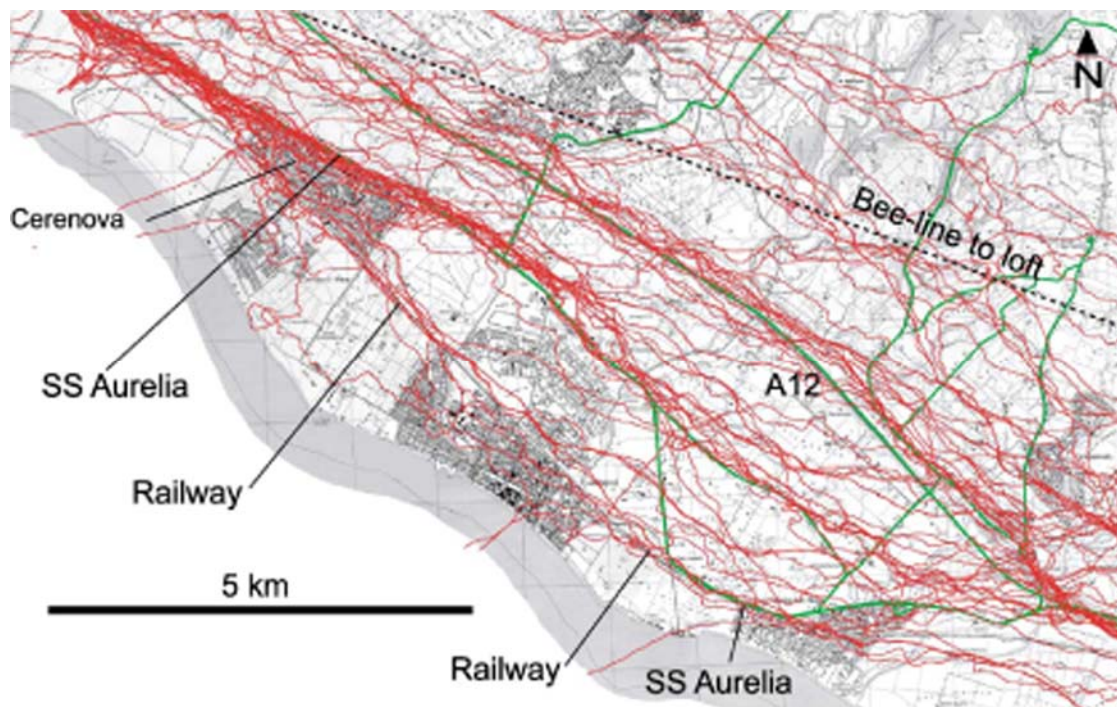 N
Bee-line to loft
Cerenova
SS Aurelia
A12
Railway
5 km
Railway
SS Aurelia